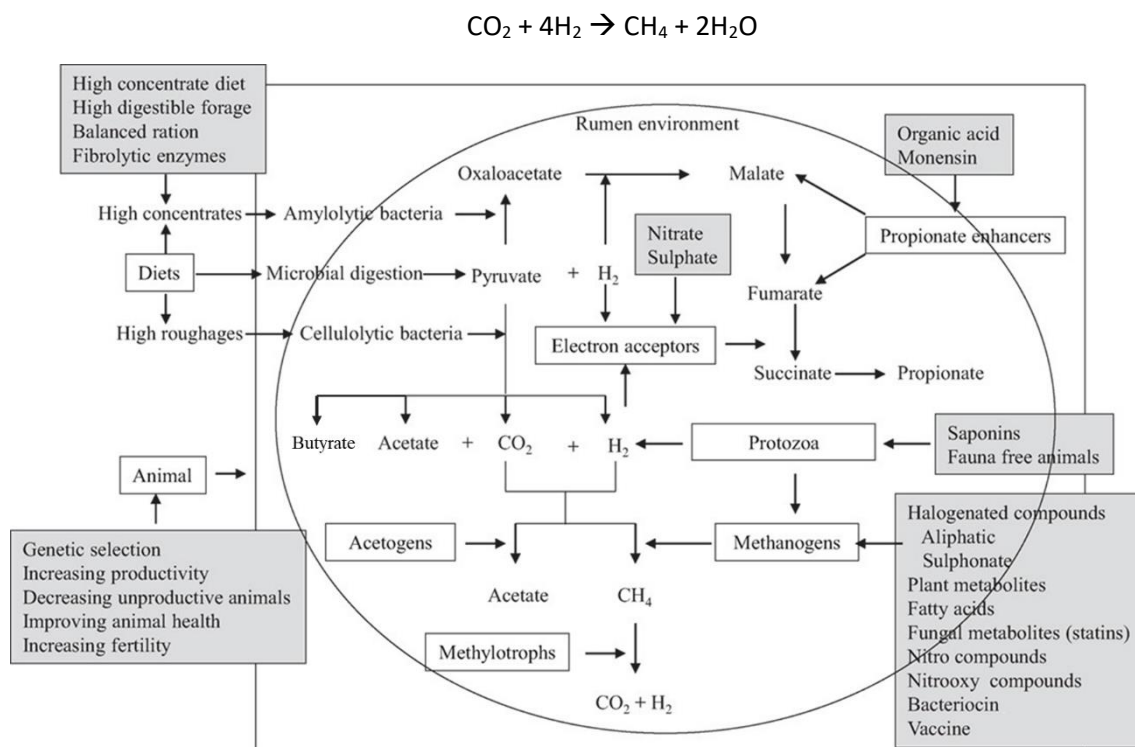 CO₂ + 4H₂ → CH₄ + 2H₂O
High concentrate diet
High digestible forage
Balanced ration
Fibrolytic enzymes
Rumen environment
Organic acid
Monensin
Oxaloacetate
Malate
High concentrates
Amylolytic bacteria
Nitrate
Sulphate
Propionate enhancers
Diets
Microbial digestion
Pyruvate + H₂
Fumarate
High roughages
Cellulolytic bacteria
Electron acceptors
Succinate
Propionate
Butyrate Acetate + CO₂ + H₂
Protozoa
Saponins
Fauna free animals
Animal
Genetic selection
Increasing productivity
Decreasing unproductive animals
Improving animal health
Increasing fertility
Acetogens
Methanogens
Halogenated compounds
Aliphatic
Sulphonate
Plant metabolites
Fatty acids
Fungal metabolites (statins)
Nitro compounds
Nitrooxy compounds
Bacteriocin
Vaccine
Acetate
CH₄
Methylotrophs
CO₂ + H₂